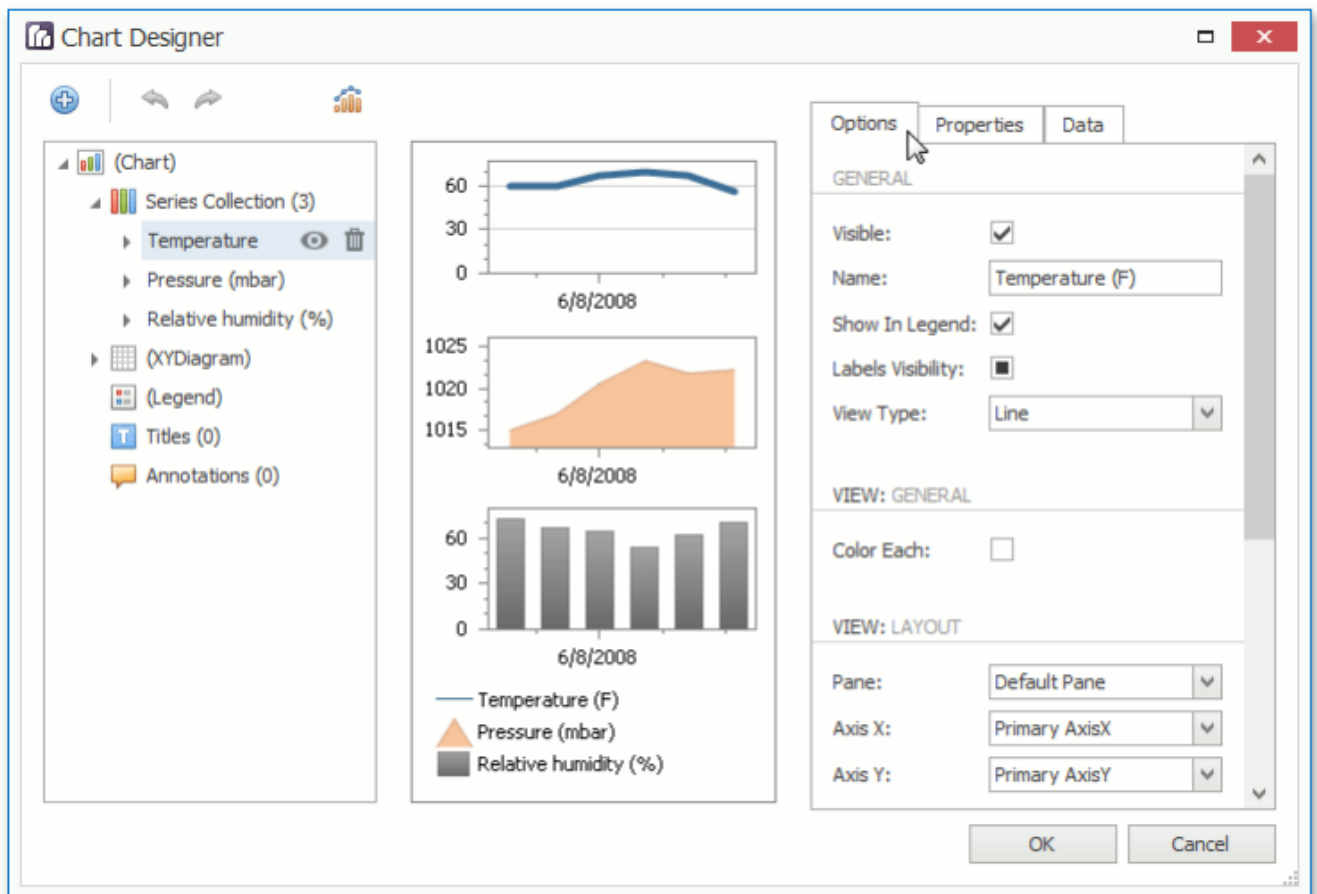 Chart Designer
(Chart)
Series Collection (3)
Temperature
Pressure (mbar)
Relative humidity (%)
(XYDiagram)
(Legend)
T
Titles (0)
Annotations (0)
60
30
0
6/8/2008
1025
1020
1015
6/8/2008
60
30
0
6/8/2008
Temperature (F)
Pressure (mbar)
Relative humidity (%)
Options Properties Data
GENERAL
Visible:
Name: Temperature (F)
Show In Legend:
Labels Visibility:
View Type: Line
VIEW: GENERAL
Color Each:
VIEW: LAYOUT
Pane: Default Pane
Axis X: Primary AxisX
Axis Y: Primary AxisY
OK Cancel